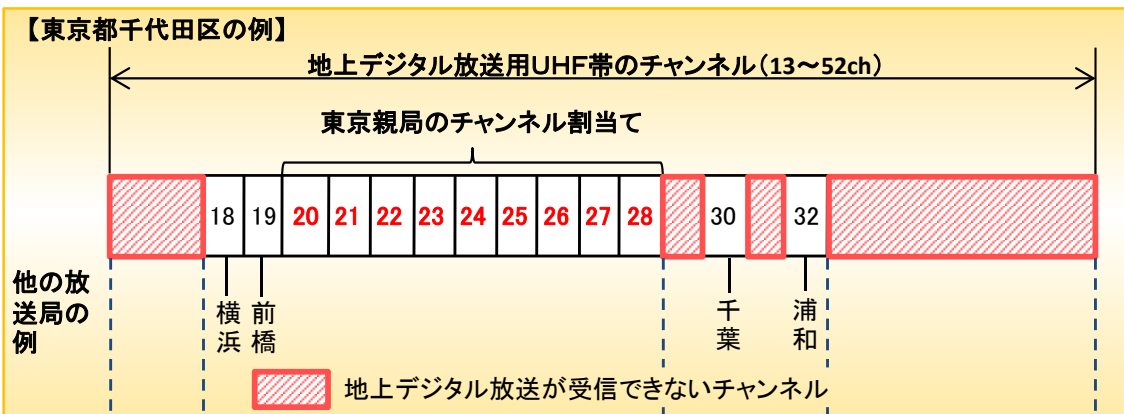 【東京都千代田区の例】
地上デジタル放送用UHF帯のチャンネル(13～52ch)
東京親局のチャンネル割当て
18 19 20 21 22 23 24 25 26 27 28 30 32
他の放
送局の
例
横浜
前橋
千葉
浦和
地上デジタル放送が受信できないチャンネル